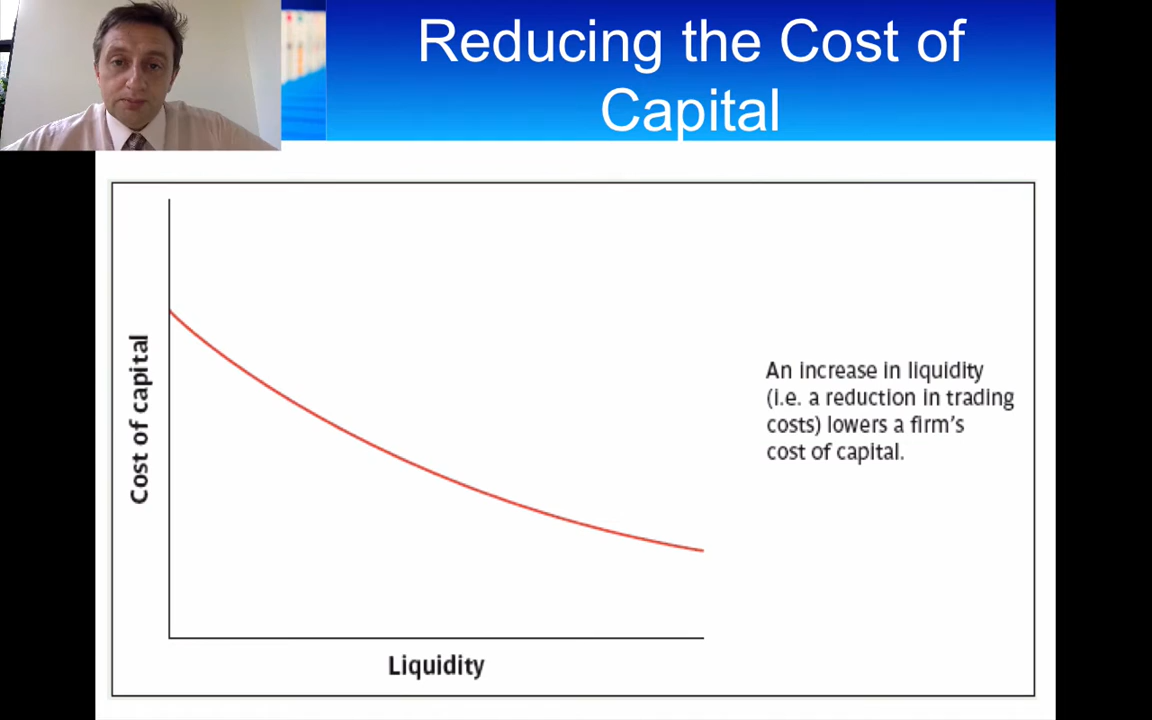 Reducing the Cost of
Capital
Cost of capital
An increase in liquidity
(i.e. a reduction in trading
costs) lowers a firm's
cost of capital.
Liquidity